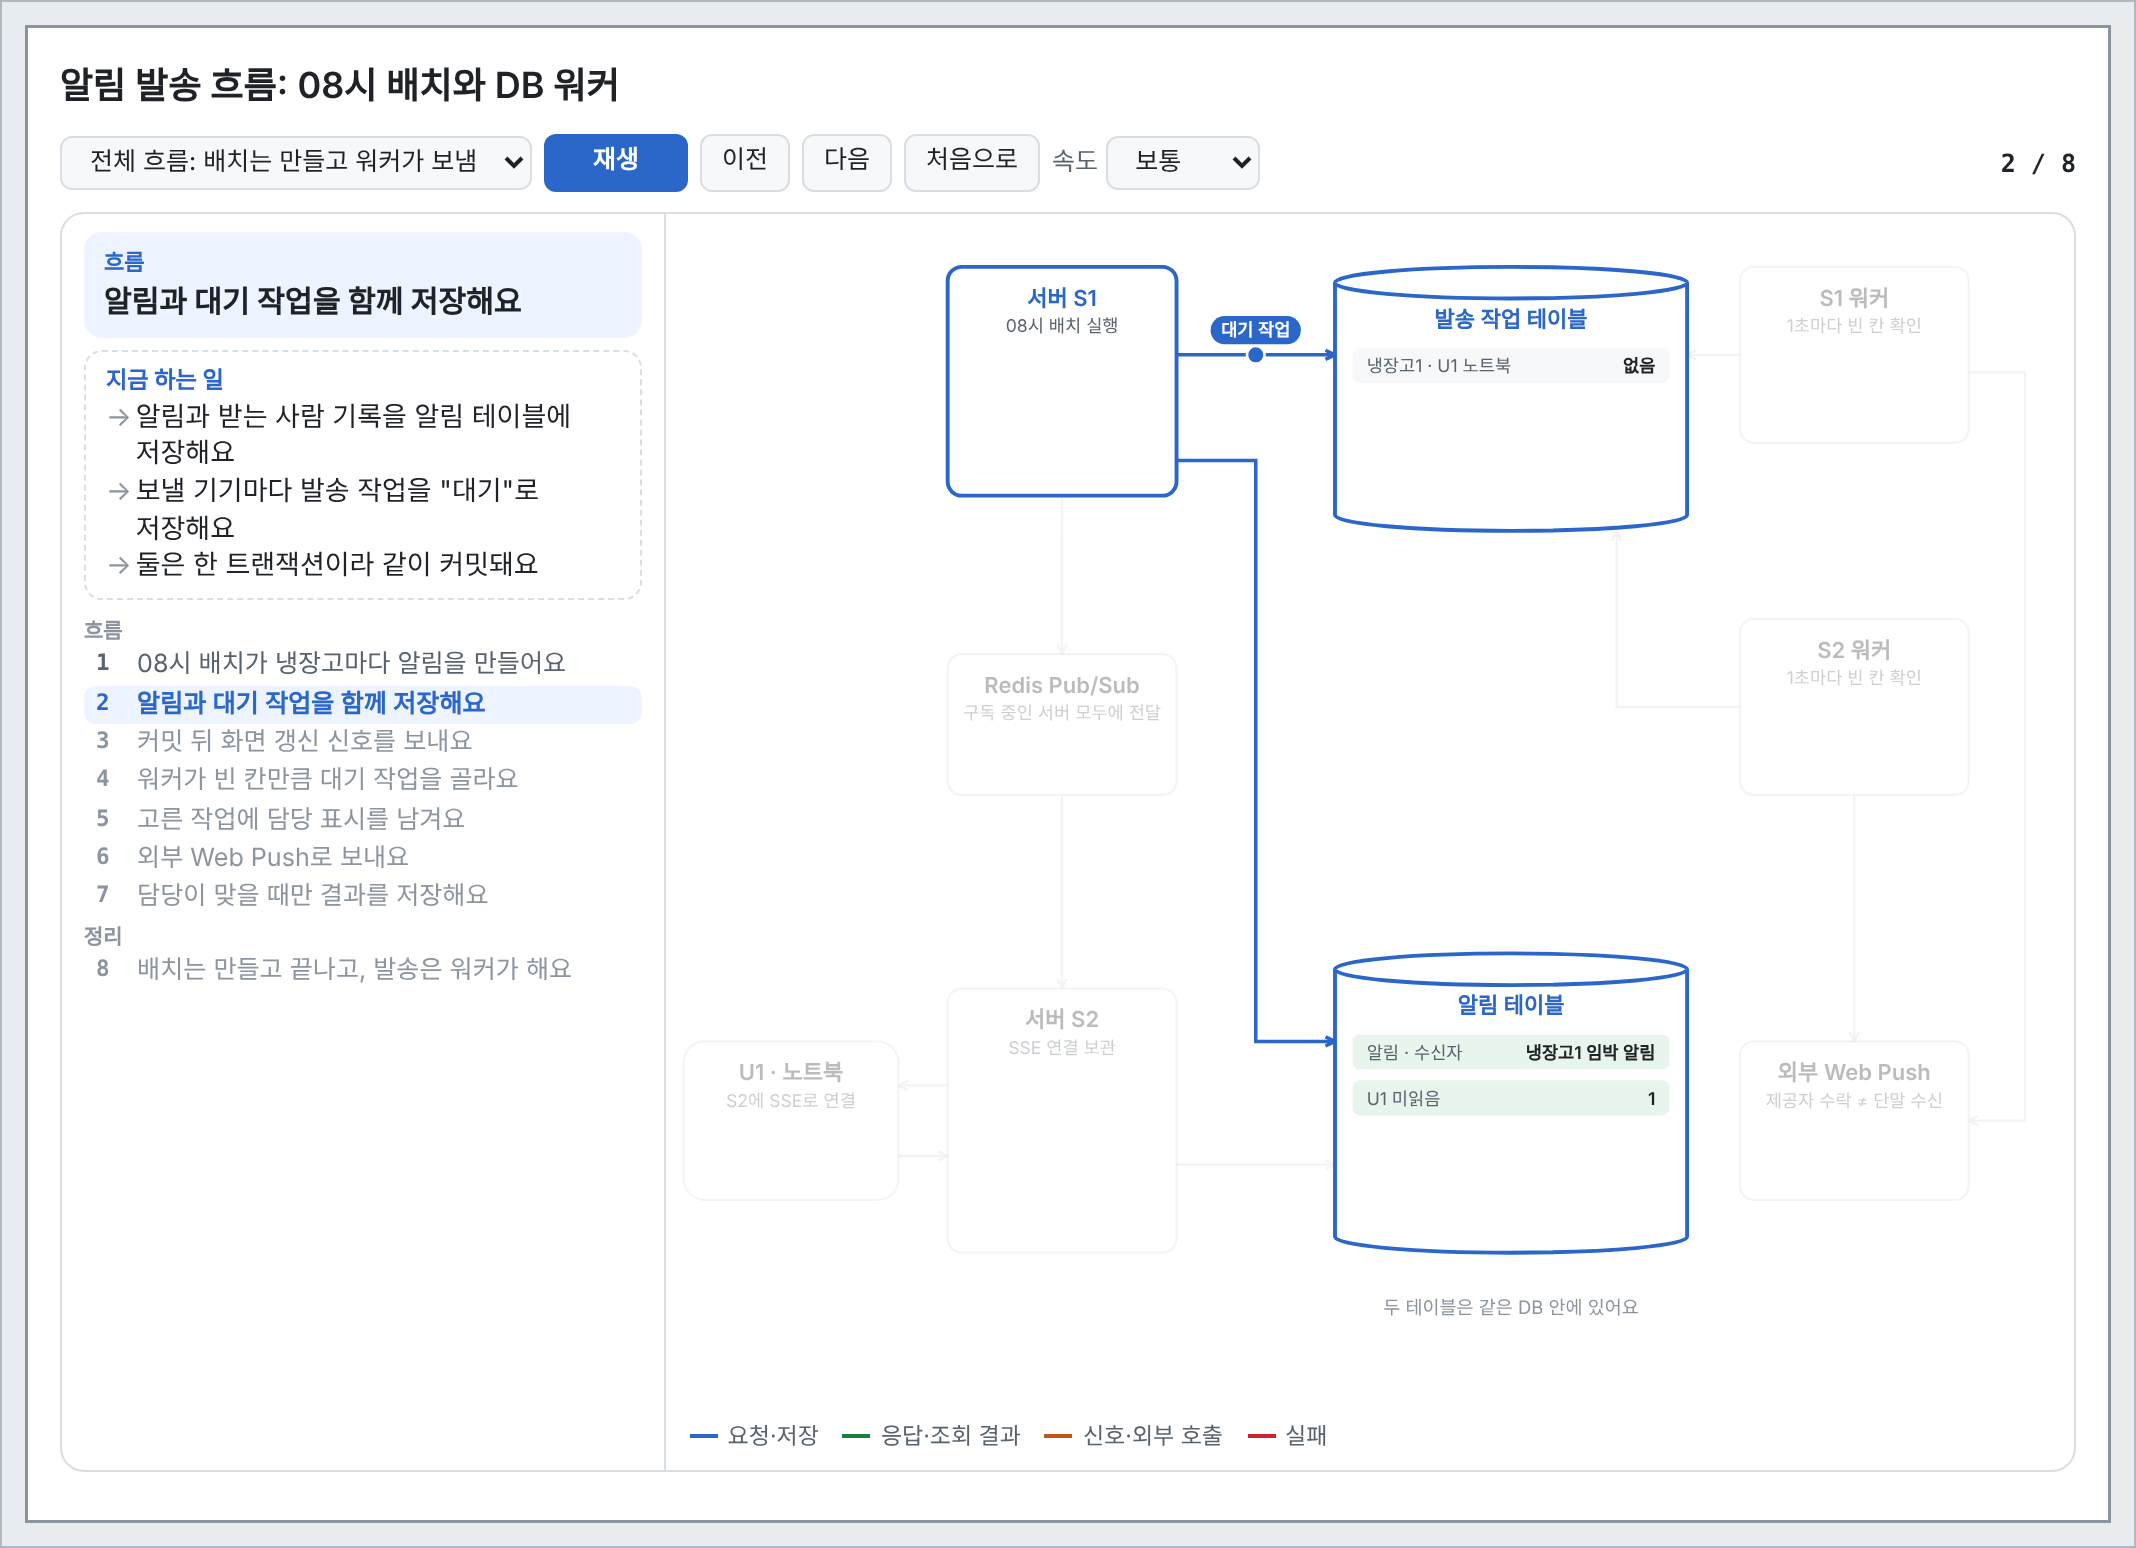 알림 발송 흐름: 08시 배치와 DB 워커
전체 흐름: 배치는 만들고 워커가 보냄
재생
이전
다음
처음으로
속도
보통
2 / 8
흐름
알림과 대기 작업을 함께 저장해요
지금 하는 일
→ 알림과 받는 사람 기록을 알림 테이블에
저장해요
→ 보낼 기기마다 발송 작업을 "대기"로
저장해요
→ 둘은 한 트랜잭션이라 같이 커밋돼요
흐름
1 08시 배치가 냉장고마다 알림을 만들어요
2 알림과 대기 작업을 함께 저장해요
3 커밋 뒤 화면 갱신 신호를 보내요
4 워커가 빈 칸만큼 대기 작업을 골라요
5 고른 작업에 담당 표시를 남겨요
6 외부 Web Push로 보내요
7 담당이 맞을 때만 결과를 저장해요
정리
8 배치는 만들고 끝나고, 발송은 워커가 해요
서버 S1
08시 배치 실행
대기 작업
발송 작업 테이블
냉장고1 · U1 노트북 없음
S1 워커
1초마다 빈 칸 확인
Redis Pub/Sub
구독 중인 서버 모두에 전달
S2 워커
1초마다 빈 칸 확인
서버 S2
SSE 연결 보관
U1 · 노트북
S2에 SSE로 연결
알림 테이블
알림 · 수신자 냉장고1 임박 알림
U1 미읽음 1
외부 Web Push
제공자 수락 ≠ 단말 수신
두 테이블은 같은 DB 안에 있어요
요청·저장
응답·조회 결과
신호·외부 호출
실패